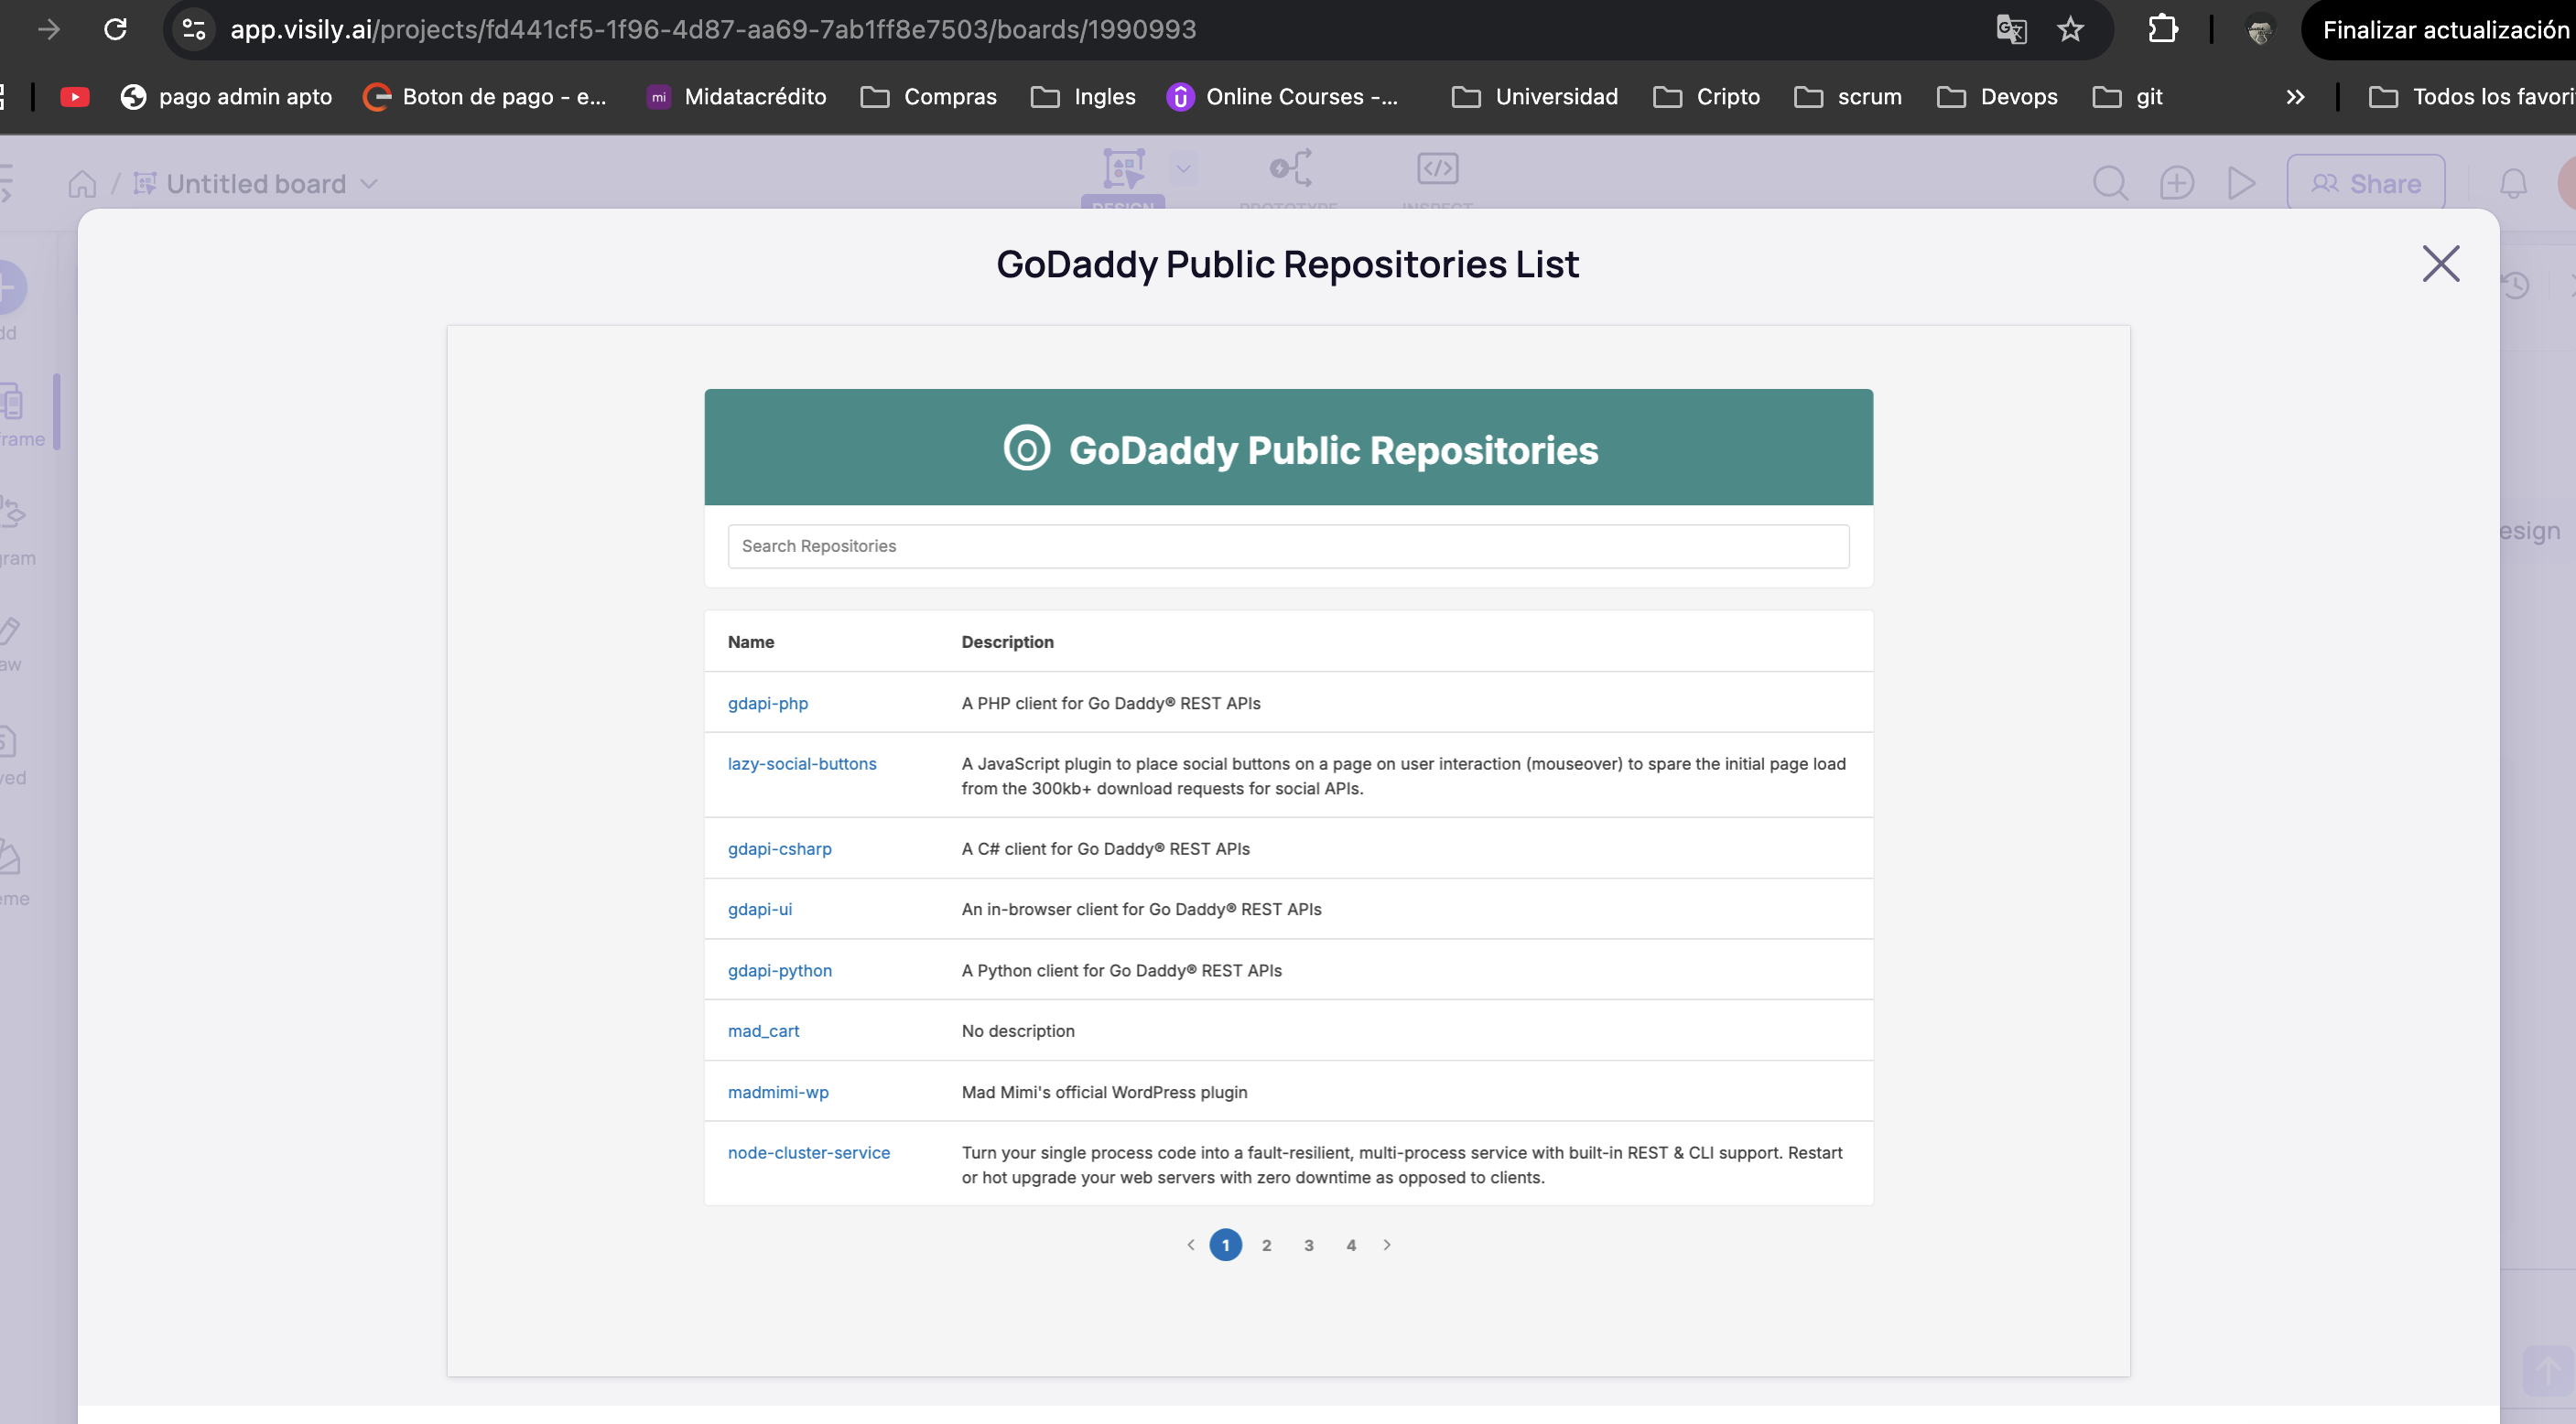 app.visily.ai/projects/fd441cf5-1f96-4d87-aa69-7ab1ff8e7503/boards/1990993
Finalizar actualización
pago admin apto
Boton de pago - e...
mi
Midatacrédito
Compras
Ingles
Online Courses -...
Universidad
Cripto
scrum
Devops
git
Todos los favori
/ Untitled board
DESIGN
PROTOTYPE
INSPECT
Share
GoDaddy Public Repositories List
dd
frame
gram
aw
ved
eme
esign
GoDaddy Public Repositories
Search Repositories
Name Description
gdapi-php A PHP client for Go Daddy® REST APIs
lazy-social-buttons A JavaScript plugin to place social buttons on a page on user interaction (mouseover) to spare the initial page load
from the 300kb+ download requests for social APIs.
gdapi-csharp A C# client for Go Daddy® REST APIs
gdapi-ui An in-browser client for Go Daddy® REST APIs
gdapi-python A Python client for Go Daddy® REST APIs
mad_cart No description
madmimi-wp Mad Mimi's official WordPress plugin
node-cluster-service Turn your single process code into a fault-resilient, multi-process service with built-in REST & CLI support. Restart
or hot upgrade your web servers with zero downtime as opposed to clients.
1 2 3 4